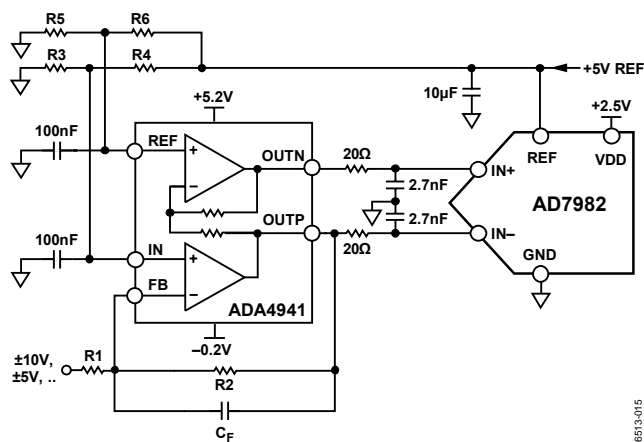 R5
R6
R3
R4
+5V REF
10µF
+5.2V
+2.5V
100nF
REF
OUTN
20Ω
REF
VDD
IN+
2.7nF
AD7982
OUTP
2.7nF
IN–
20Ω
100nF
IN
GND
FB
ADA4941
–0.2V
±10V,
±5V, ..
R1
R2
CF
6513-015